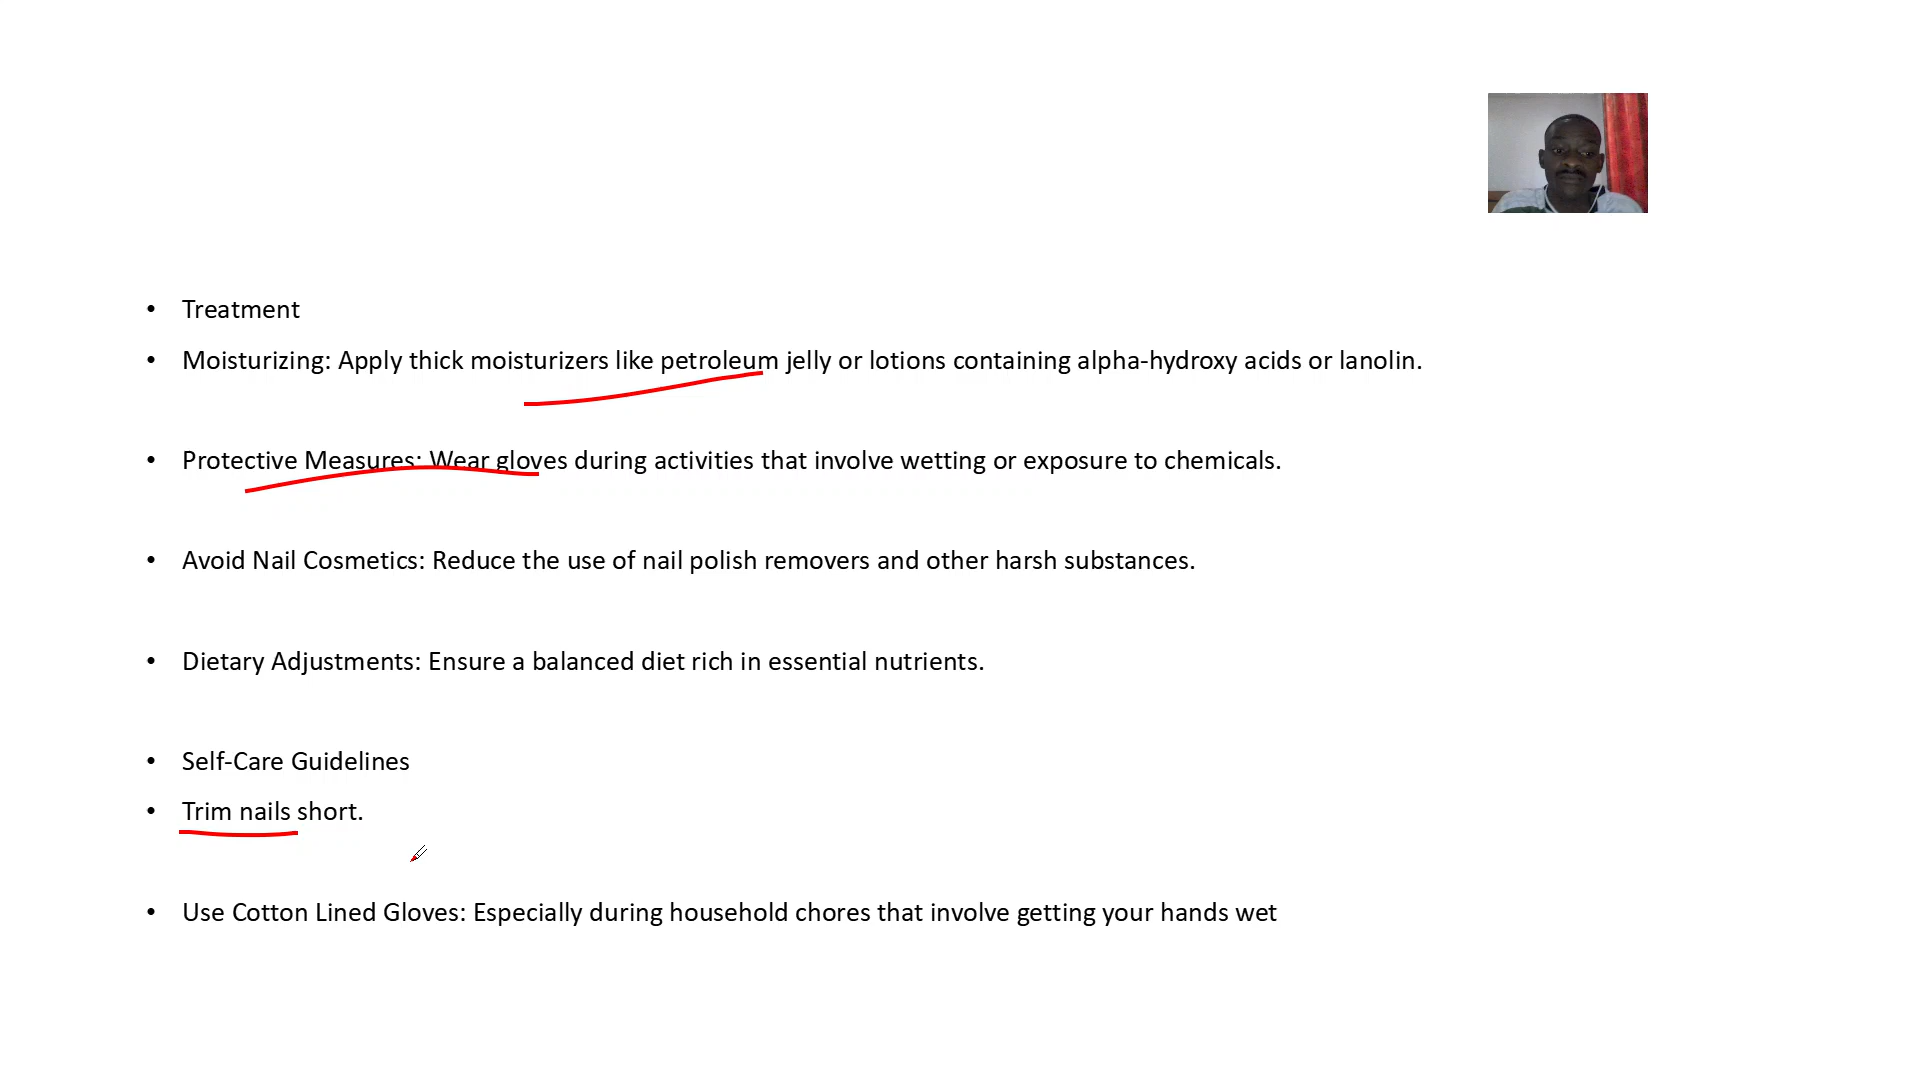 • Treatment
• Moisturizing: Apply thick moisturizers like petroleum jelly or lotions containing alpha-hydroxy acids or lanolin.
• Protective Measures: Wear gloves during activities that involve wetting or exposure to chemicals.
• Avoid Nail Cosmetics: Reduce the use of nail polish removers and other harsh substances.
• Dietary Adjustments: Ensure a balanced diet rich in essential nutrients.
• Self-Care Guidelines
• Trim nails short.
• Use Cotton Lined Gloves: Especially during household chores that involve getting your hands wet